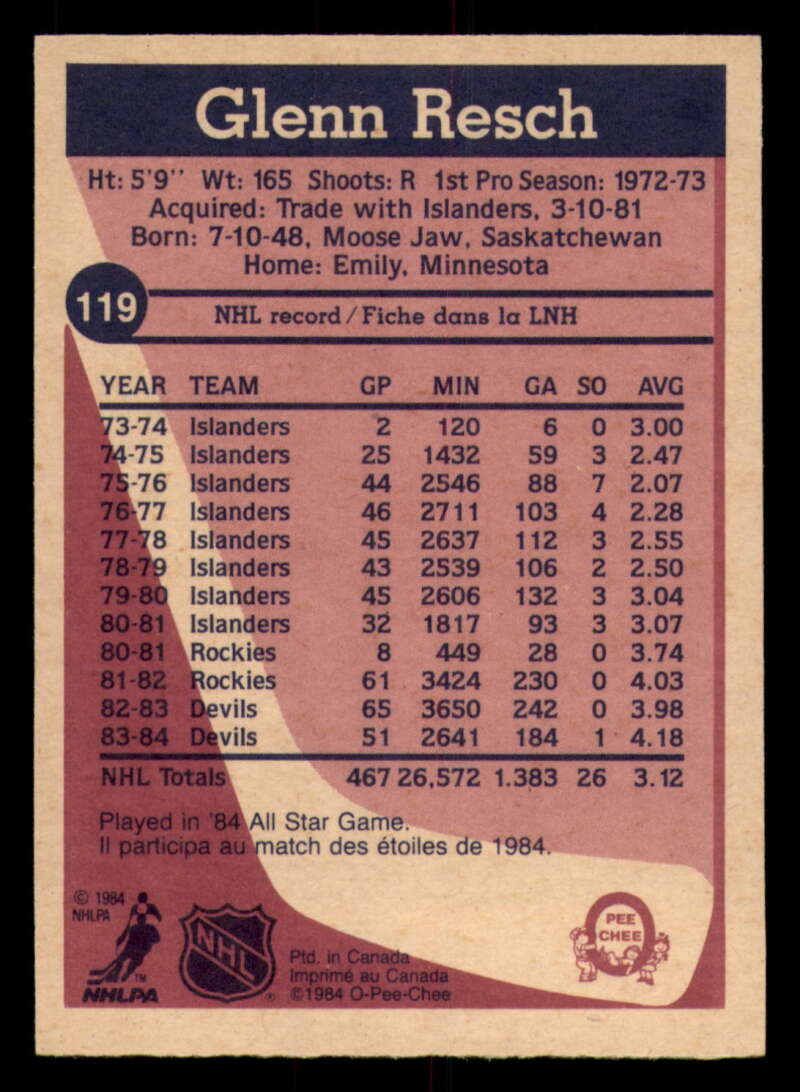 Glenn Resch
Ht: 5'9'' Wt: 165 Shoots: R 1st Pro Season: 1972-73
Acquired: Trade with Islanders, 3-10-81
Born: 7-10-48, Moose Jaw, Saskatchewan
Home: Emily, Minnesota
119
NHL record / Fiche dans la LNH
YEAR TEAM GP MIN GA SO AVG
73-74 Islanders 2 120 6 0 3.00
74-75 Islanders 25 1432 59 3 2.47
75-76 Islanders 44 2546 88 7 2.07
76-77 Islanders 46 2711 103 4 2.28
77-78 Islanders 45 2637 112 3 2.55
78-79 Islanders 43 2539 106 2 2.50
79-80 Islanders 45 2606 132 3 3.04
80-81 Islanders 32 1817 93 3 3.07
80-81 Rockies 8 449 28 0 3.74
81-82 Rockies 61 3424 230 0 4.03
82-83 Devils 65 3650 242 0 3.98
83-84 Devils 51 2641 184 1 4.18
NHL Totals 467 26,572 1.383 26 3.12
Played in '84 All Star Game.
Il participa au match des étoiles de 1984.
© 1984
NHLPA
TM
NHLPA
NHL
®
Ptd. in Canada
Imprimé au Canada
©1984 O-Pee-Chee
PEE
CHEE